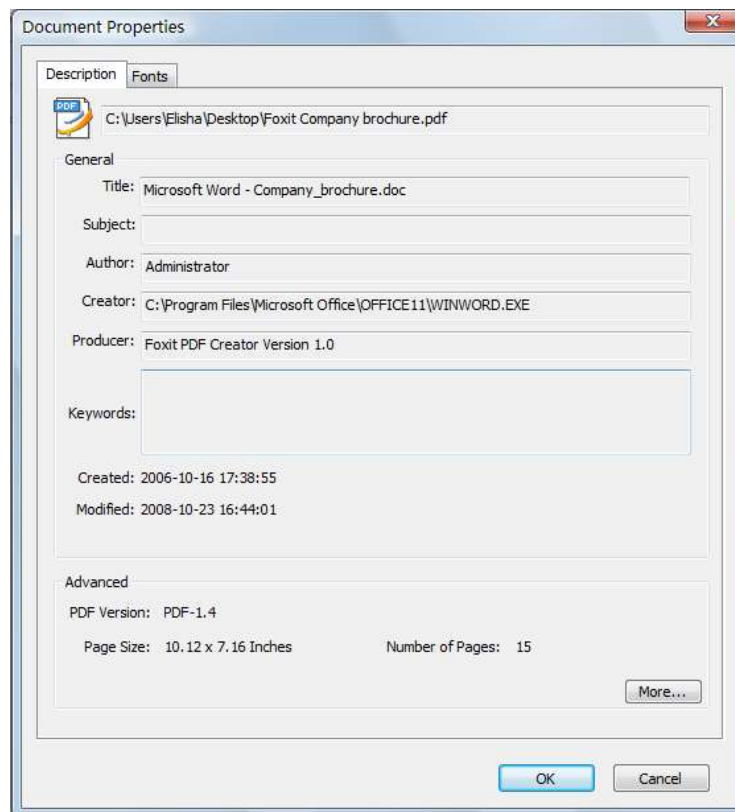 Document Properties
Description Fonts
PDF
C:\Users\Elisha\Desktop\Foxit Company brochure.pdf
General
Title: Microsoft Word - Company_brochure.doc
Subject:
Author: Administrator
Creator: C:\Program Files\Microsoft Office\OFFICE11\WINWORD.EXE
Producer: Foxit PDF Creator Version 1.0
Keywords:
Created: 2006-10-16 17:38:55
Modified: 2008-10-23 16:44:01
Advanced
PDF Version: PDF-1.4
Page Size: 10.12 x 7.16 Inches Number of Pages: 15
More...
OK Cancel